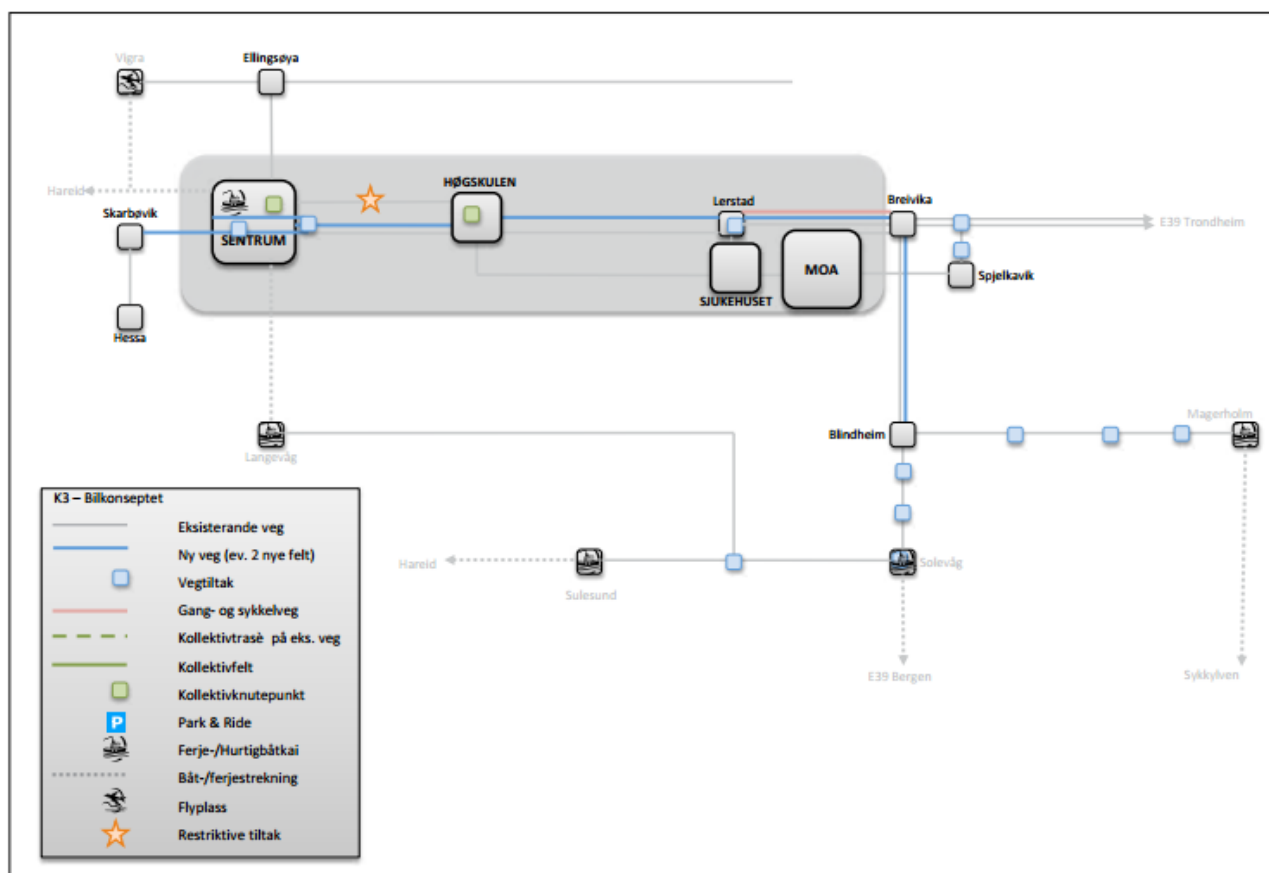 Vigra
Ellingsøya
Hareid
HØGSKULEN
Lerstad
Breivika
Skarbøvik
E39 Trondheim
SENTRUM
MOA
Spjelkavik
SJUKEHUSET
Hessa
Magerholm
Blindheim
Langevåg
K3 – Bilkonseptet
Eksisterande veg
Ny veg (ev. 2 nye felt)
Vegtiltak
Gang- og sykkelveg
Kollektivtrasè på eks. veg
Kollektivfelt
Kollektivknutepunkt
P Park & Ride
Ferje-/Hurtigbåtkai
Båt-/ferjestrekning
Flyplass
Restriktive tiltak
Hareid
Solevåg
Sulesund
E39 Bergen
Sykkylven